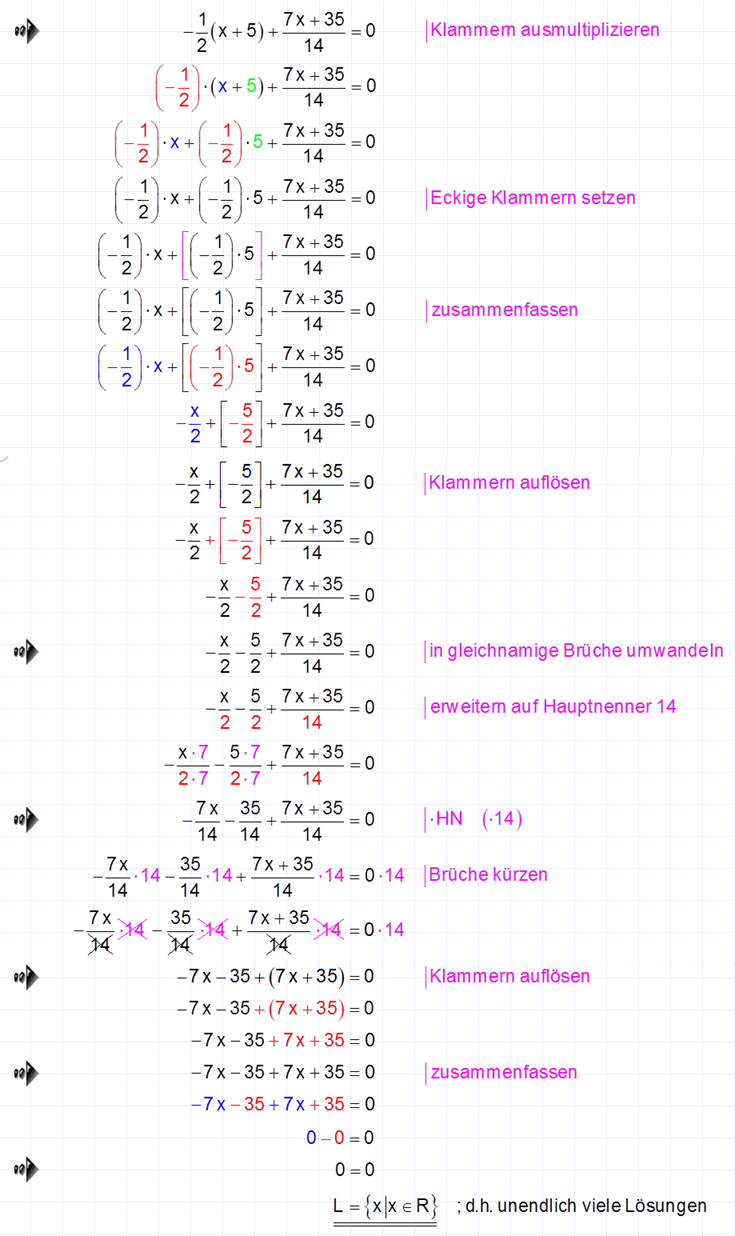 -1/2(x + 5) + (7x + 35)/14 = 0 |Klammern ausmultiplizieren
(-1/2)·(x + 5) + (7x + 35)/14 = 0
(-1/2)·x + (-1/2)·5 + (7x + 35)/14 = 0
(-1/2)·x + (-1/2)·5 + (7x + 35)/14 = 0 |Eckige Klammern setzen
(-1/2)·x + [(-1/2)·5] + (7x + 35)/14 = 0
(-1/2)·x + [(-1/2)·5] + (7x + 35)/14 = 0 |zusammenfassen
(-1/2)·x + [(-1/2)·5] + (7x + 35)/14 = 0
-x/2 + [-5/2] + (7x + 35)/14 = 0
-x/2 + [-5/2] + (7x + 35)/14 = 0 |Klammern auflösen
-x/2 + [-5/2] + (7x + 35)/14 = 0
-x/2 - 5/2 + (7x + 35)/14 = 0
-x/2 - 5/2 + (7x + 35)/14 = 0 |in gleichnamige Brüche umwandeln
-x/2 - 5/2 + (7x + 35)/14 = 0 |erweitern auf Hauptnenner 14
-(x·7)/(2·7) - (5·7)/(2·7) + (7x + 35)/14 = 0
-7x/14 - 35/14 + (7x + 35)/14 = 0 |·HN (·14)
-7x/14·14 - 35/14·14 + (7x + 35)/14·14 = 0·14 |Brüche kürzen
-7x/14·14 - 35/14·14 + (7x + 35)/14·14 = 0·14
-7x - 35 + (7x + 35) = 0 |Klammern auflösen
-7x - 35 + (7x + 35) = 0
-7x - 35 + 7x + 35 = 0
-7x - 35 + 7x + 35 = 0 |zusammenfassen
-7x - 35 + 7x + 35 = 0
0 - 0 = 0
0 = 0
L = {x|x ∈ R} ; d.h. unendlich viele Lösungen